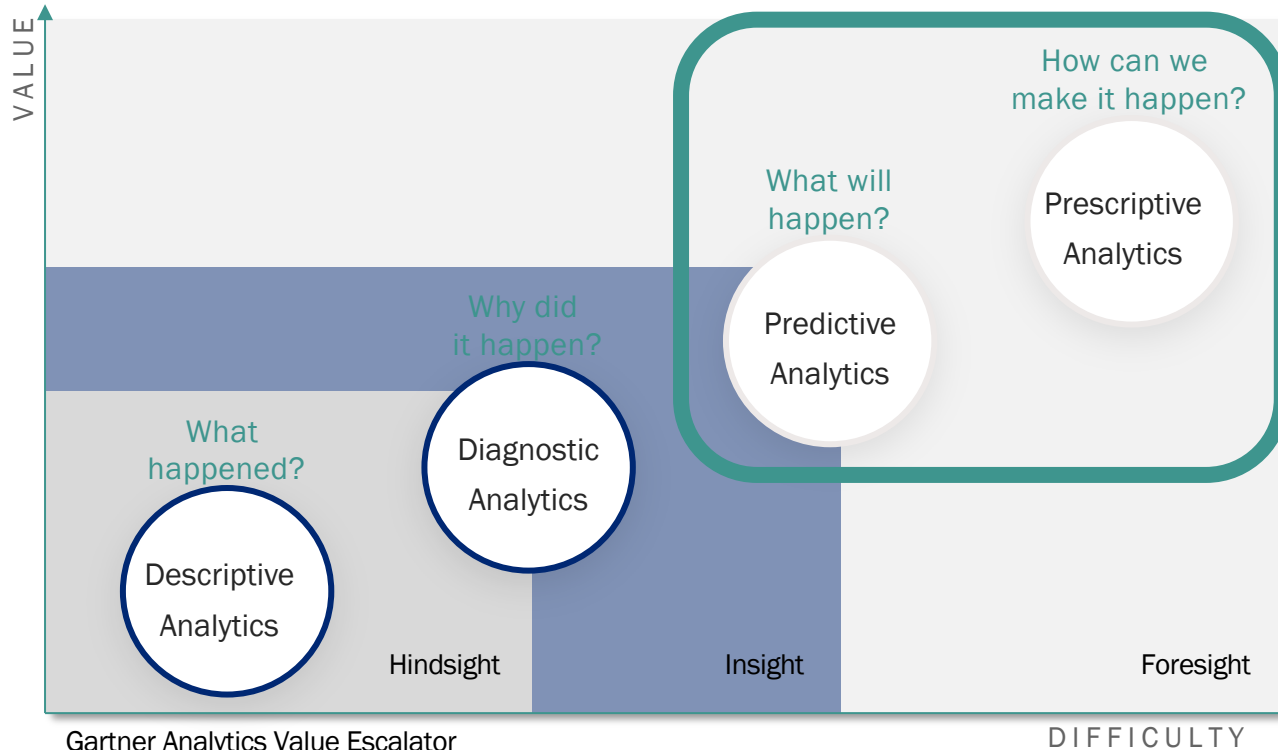 VALUE
How can we
make it happen?
What will
happen?
Prescriptive
Analytics
Why did
it happen?
Predictive
Analytics
What
happened?
Diagnostic
Analytics
Descriptive
Analytics
Hindsight
Insight
Foresight
Gartner Analytics Value Escalator
DIFFICULTY